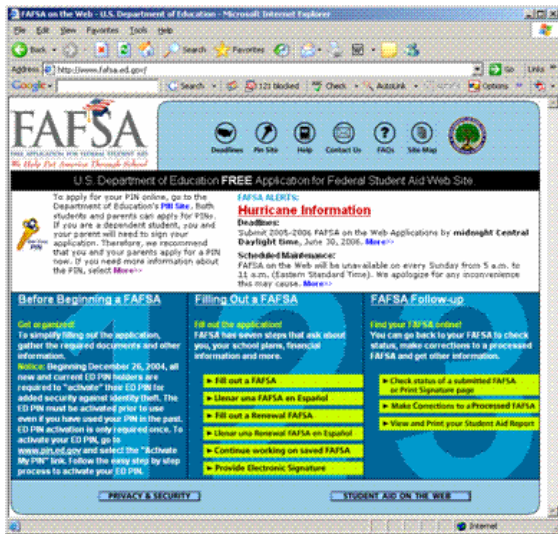 FAFSA on the Web - U.S. Department of Education - Microsoft Internet Explorer
File Edit View Favorites Tools Help
Back Search Favorites
Address http://www.fafsa.ed.gov/ Go Links »
Google Search 121 blocked Check AutoLink Options
FAFSA
FREE APPLICATION FOR FEDERAL STUDENT AID
We Help Put America Through School
Deadlines Pin Site Help Contact Us FAQs Site Map
U.S. Department of Education FREE Application for Federal Student Aid Web Site
PIN
To apply for your PIN online, go to the
Department of Education's PIN Site. Both
students and parents can apply for PINs.
If you are a dependent student, you and
your parent will need to sign your
application. Therefore, we recommend
that you and your parents apply for a PIN
now. If you need more information about
the PIN, select More>>
FAFSA ALERTS:
Hurricane Information
Deadlines:
Submit 2005-2006 FAFSA on the Web Applications by midnight Central
Daylight time, June 30, 2006. More>>
Scheduled Maintenance:
FAFSA on the Web will be unavailable on every Sunday from 5 a.m. to
11 a.m. (Eastern Standard Time). We apologize for any inconvenience
this may cause. More>>
1
Before Beginning a FAFSA
Get organized!
To simplify filling out the application,
gather the required documents and other
information.
Notice: Beginning December 26, 2004, all
new and current ED PIN holders are
required to "activate" their ED PIN for
added security against identity theft. The
ED PIN must be activated prior to use
even if you have used your PIN in the past.
ED PIN activation is only required once. To
activate your ED PIN, go to
www.pin.ed.gov and select the "Activate
My PIN" link. Follow the easy step by step
process to activate your ED PIN.
2
Filling Out a FAFSA
Fill out the application!
FAFSA has seven steps that ask about
you, your school plans, financial
information and more.
Fill out a FAFSA
Llenar una FAFSA en Español
Fill out a Renewal FAFSA
Llenar una Renewal FAFSA en Español
Continue working on saved FAFSA
Provide Electronic Signature
3
FAFSA Follow-up
Find your FAFSA online!
You can go back to your FAFSA to check
status, make corrections to a processed
FAFSA and get other information.
Check status of a submitted FAFSA
or Print Signature page
Make Corrections to a Processed FAFSA
View and Print your Student Aid Report
PRIVACY & SECURITY
STUDENT AID ON THE WEB
Internet